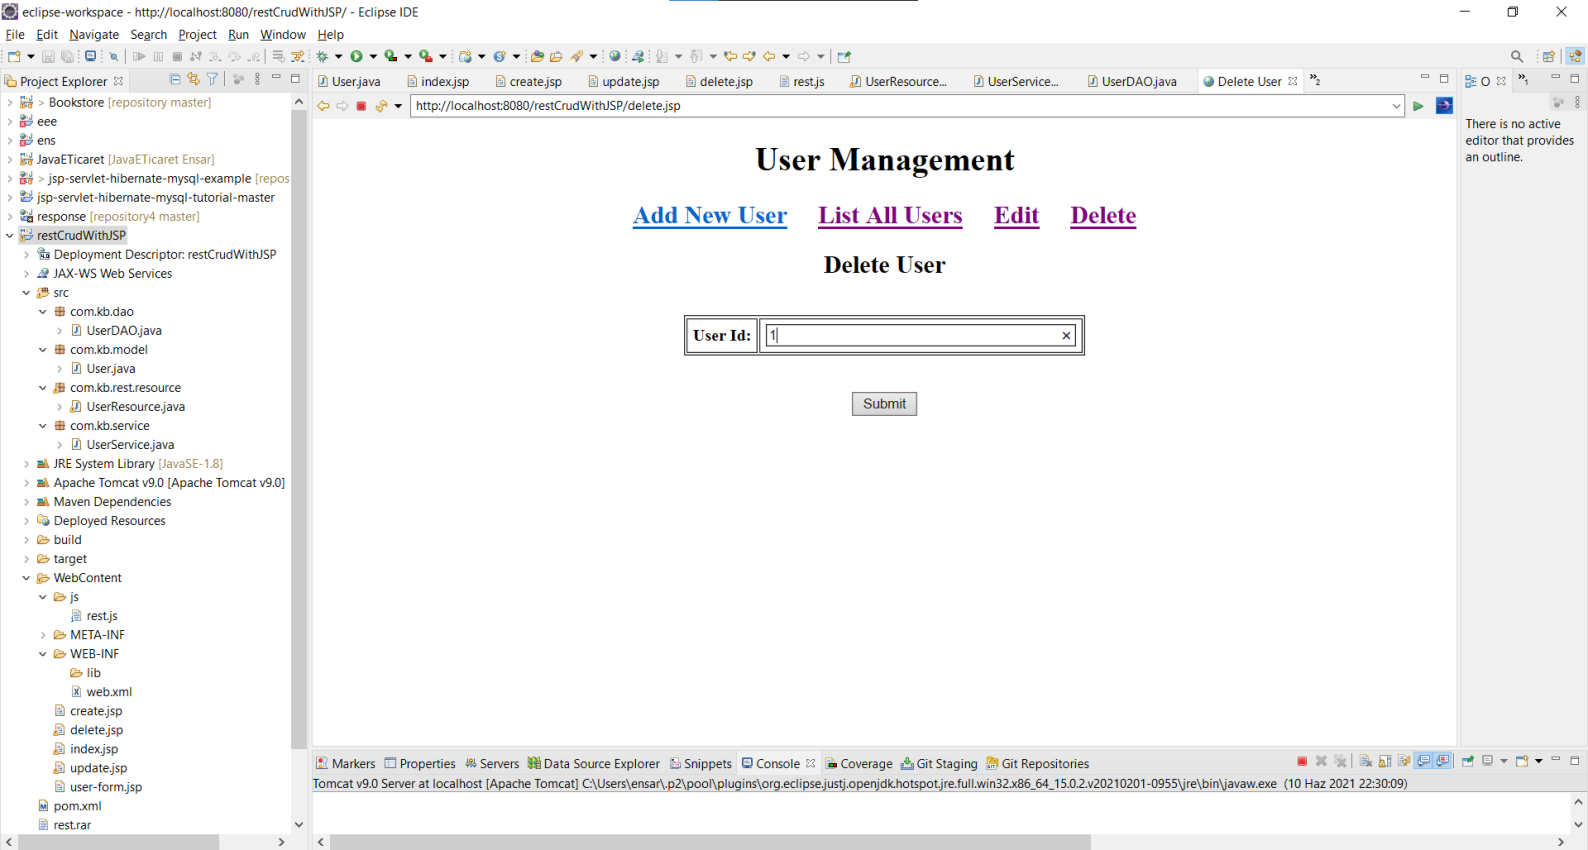 eclipse-workspace - http://localhost:8080/restCrudWithJSP/ - Eclipse IDE
File Edit Navigate Search Project Run Window Help
Project Explorer
> Bookstore [repository master]
eee
ens
JavaETicaret [JavaETicaret Ensar]
> jsp-servlet-hibernate-mysql-example [repos
jsp-servlet-hibernate-mysql-tutorial-master
response [repository4 master]
restCrudWithJSP
Deployment Descriptor: restCrudWithJSP
JAX-WS Web Services
src
com.kb.dao
UserDAO.java
com.kb.model
User.java
com.kb.rest.resource
UserResource.java
com.kb.service
UserService.java
JRE System Library [JavaSE-1.8]
Apache Tomcat v9.0 [Apache Tomcat v9.0]
Maven Dependencies
Deployed Resources
build
target
WebContent
js
rest.js
META-INF
WEB-INF
lib
web.xml
create.jsp
delete.jsp
index.jsp
update.jsp
user-form.jsp
pom.xml
rest.rar
User.java index.jsp create.jsp update.jsp delete.jsp rest.js UserResource... UserService... UserDAO.java Delete User »2
http://localhost:8080/restCrudWithJSP/delete.jsp
User Management
Add New User List All Users Edit Delete
Delete User
User Id: 1
Submit
O »1
There is no active
editor that provides
an outline.
Markers Properties Servers Data Source Explorer Snippets Console Coverage Git Staging Git Repositories
Tomcat v9.0 Server at localhost [Apache Tomcat] C:\Users\ensar\.p2\pool\plugins\org.eclipse.justj.openjdk.hotspot.jre.full.win32.x86_64_15.0.2.v20210201-0955\jre\bin\javaw.exe (10 Haz 2021 22:30:09)